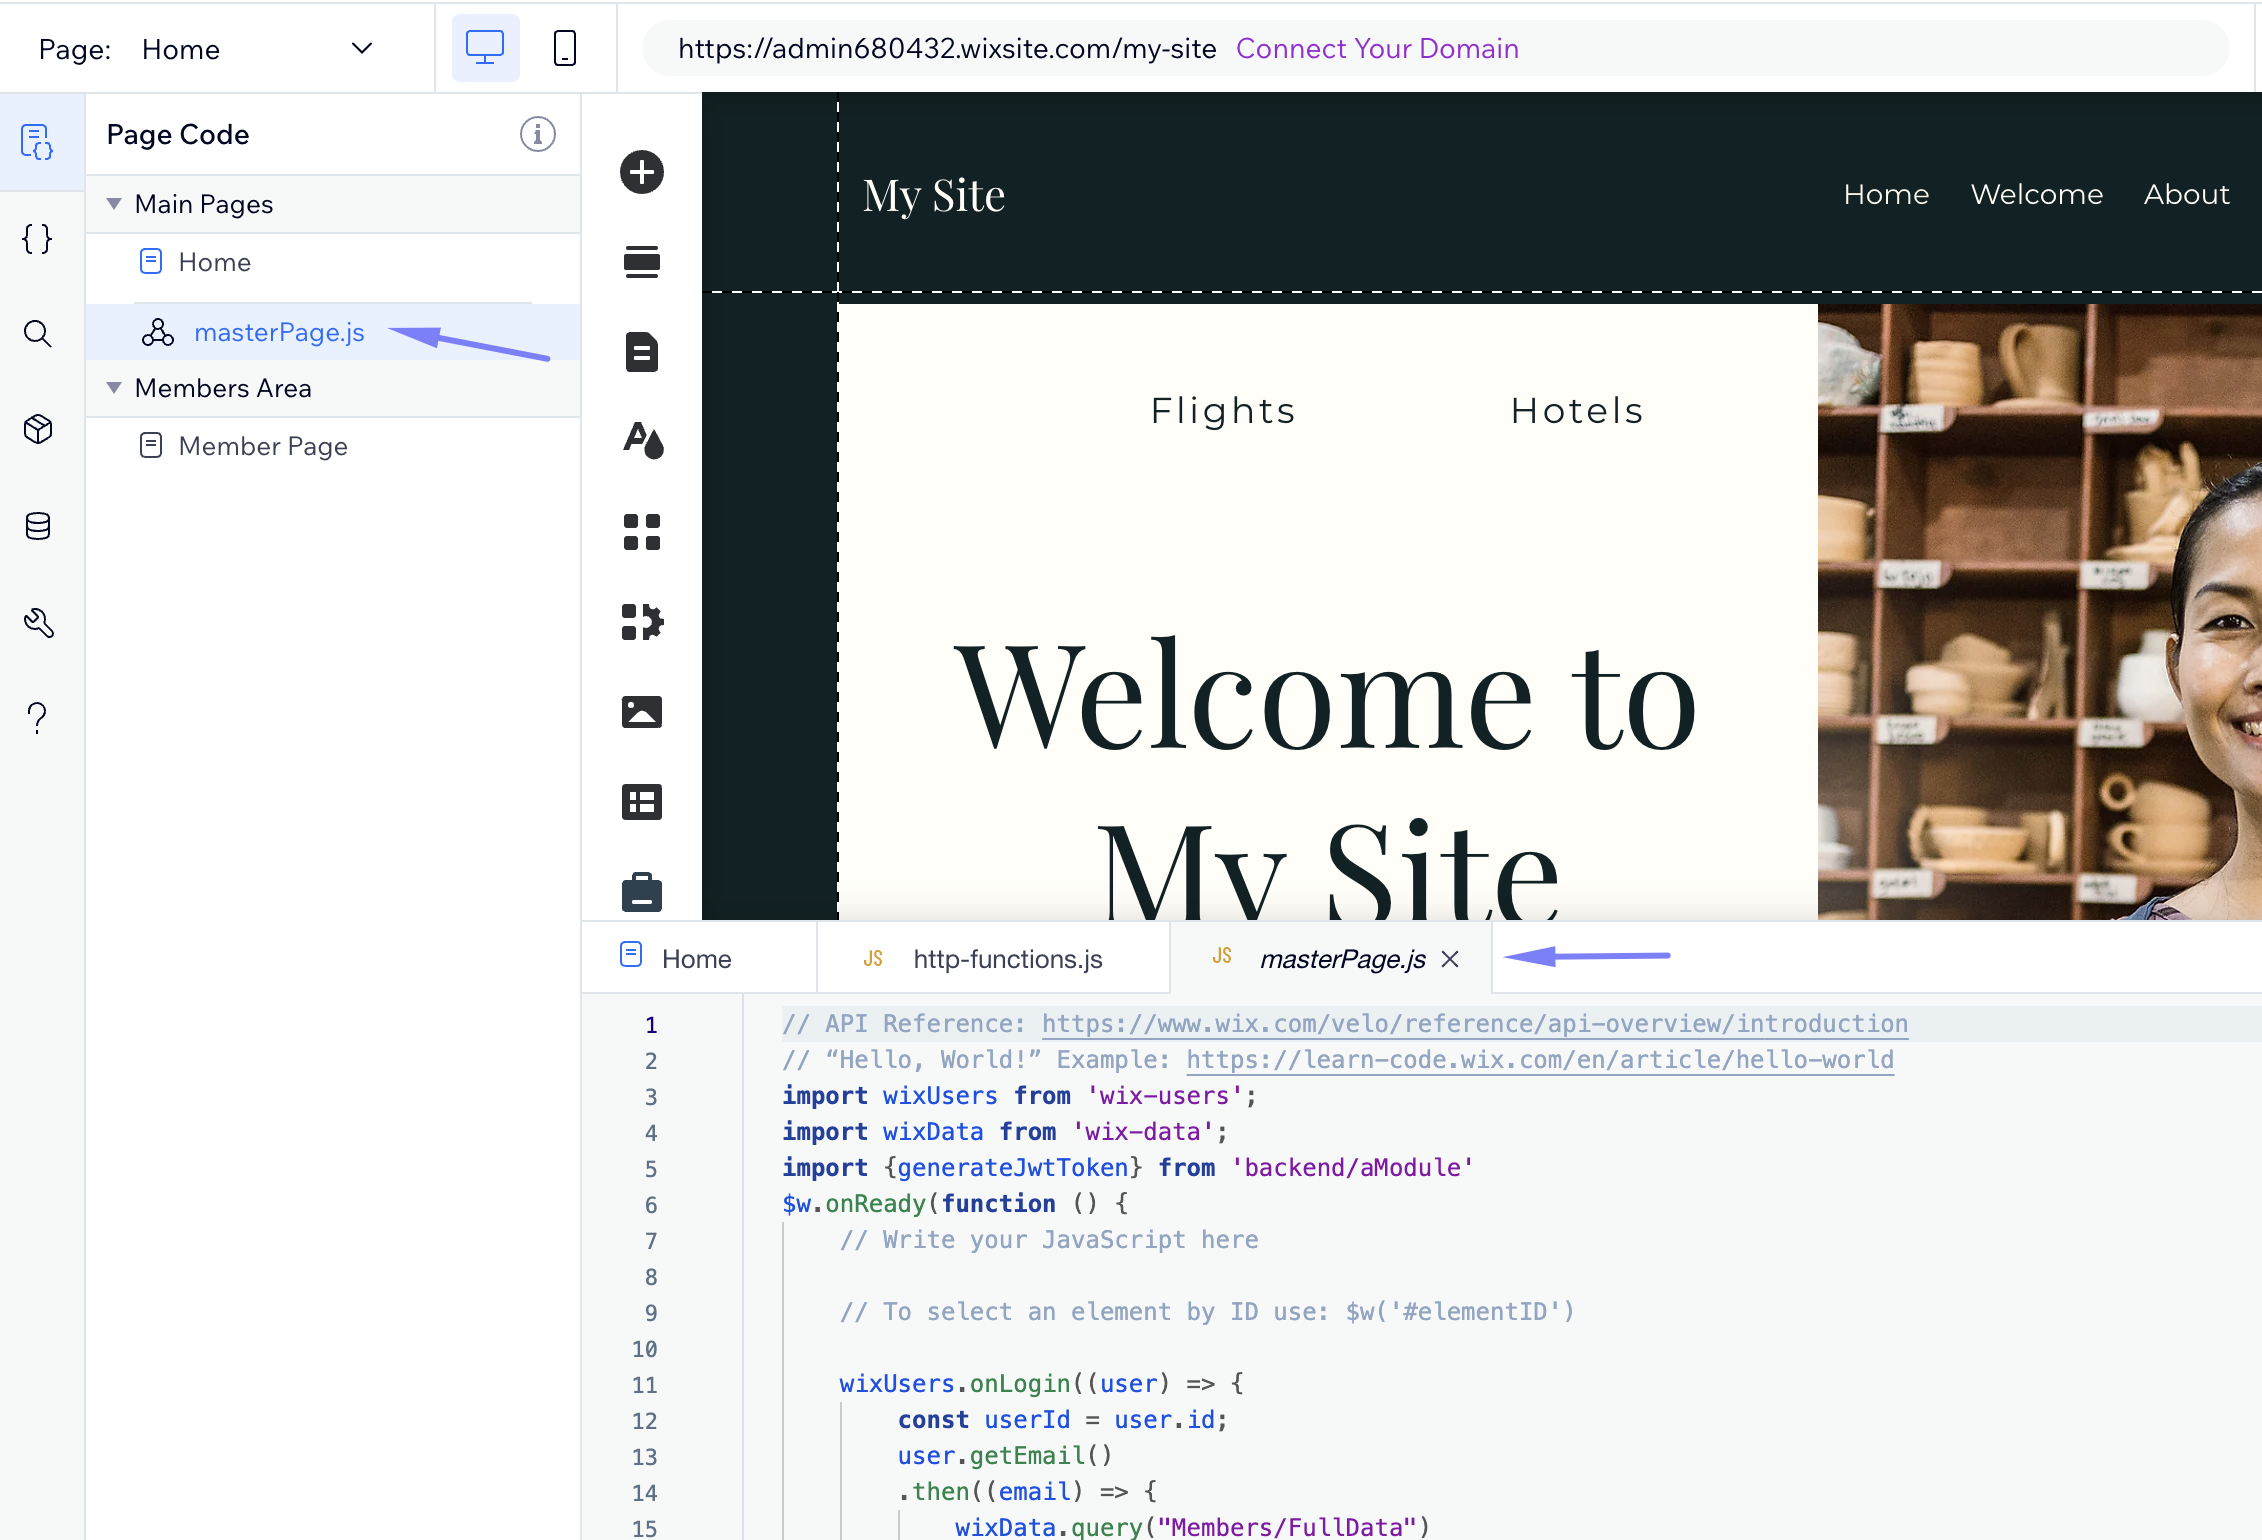 Page: Home
https://admin680432.wixsite.com/my-site Connect Your Domain
Page Code
Main Pages
Home
masterPage.js
Members Area
Member Page
My Site
Home Welcome About
Flights Hotels
Welcome to
My Site
Home
JS http-functions.js
JS masterPage.js
1 // API Reference: https://www.wix.com/velo/reference/api-overview/introduction
2 // “Hello, World!” Example: https://learn-code.wix.com/en/article/hello-world
3 import wixUsers from 'wix-users';
4 import wixData from 'wix-data';
5 import {generateJwtToken} from 'backend/aModule'
6 $w.onReady(function () {
7 // Write your JavaScript here
8
9 // To select an element by ID use: $w('#elementID')
10
11 wixUsers.onLogin((user) => {
12 const userId = user.id;
13 user.getEmail()
14 .then((email) => {
15 wixData.query("Members/FullData")